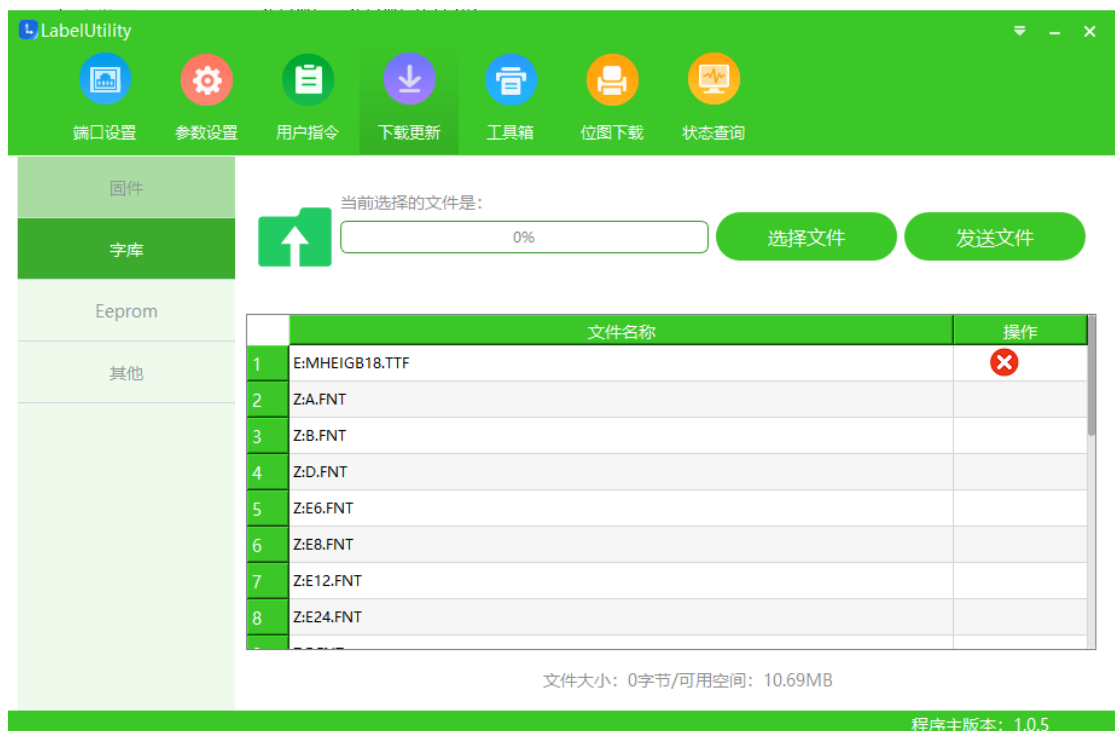 LabelUtility
端口设置 参数设置 用户指令 下载更新 工具箱 位图下载 状态查询
固件
字库
Eeprom
其他
当前选择的文件是：
0%
选择文件 发送文件
文件名称 操作
1 E:MHEIGB18.TTF
2 Z:A.FNT
3 Z:B.FNT
4 Z:D.FNT
5 Z:E6.FNT
6 Z:E8.FNT
7 Z:E12.FNT
8 Z:E24.FNT
文件大小：0字节/可用空间：10.69MB
程序主版本：1.0.5